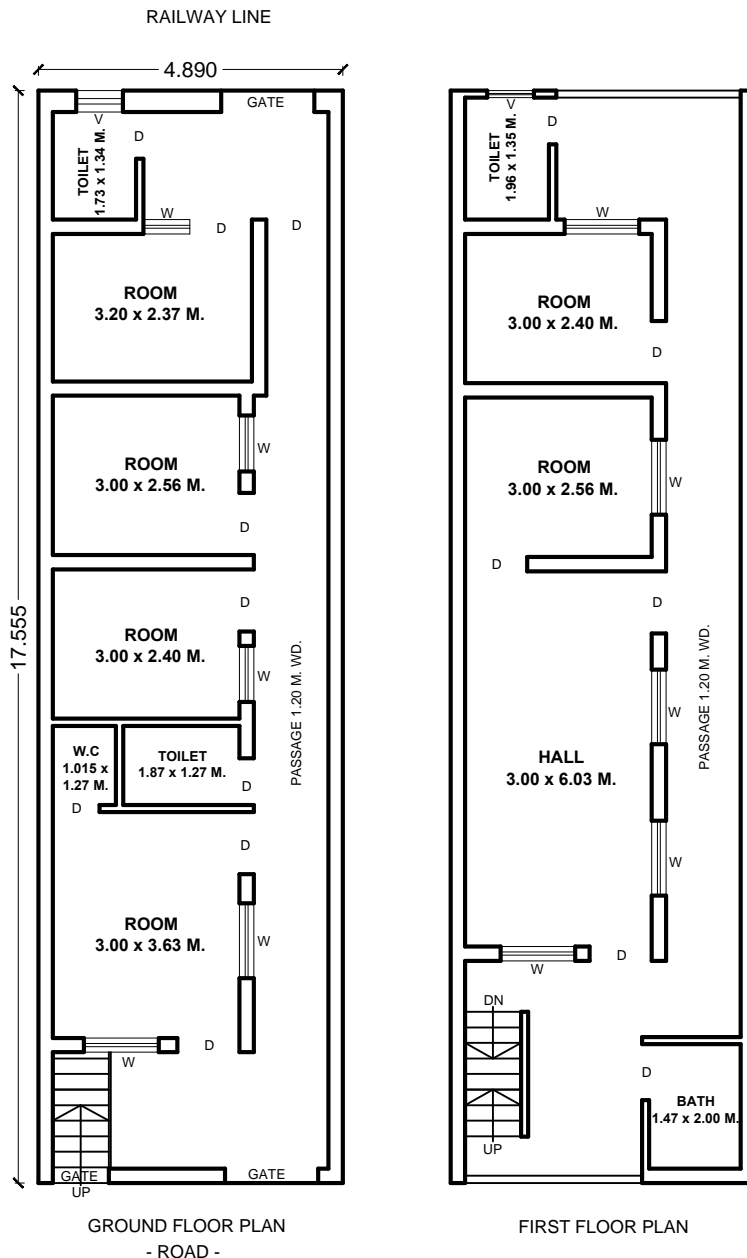 RAILWAY LINE
4.890
17.555
V
GATE
D
TOILET
1.73 x 1.34 M.
W
D
D
ROOM
3.20 x 2.37 M.
ROOM
3.00 x 2.56 M.
W
D
D
ROOM
3.00 x 2.40 M.
W
PASSAGE 1.20 M. WD.
W.C
1.015 x
1.27 M.
TOILET
1.87 x 1.27 M.
D
D
D
ROOM
3.00 x 3.63 M.
W
D
W
GATE
UP
GATE
GROUND FLOOR PLAN
- ROAD -
V
D
TOILET
1.96 x 1.35 M.
W
ROOM
3.00 x 2.40 M.
D
ROOM
3.00 x 2.56 M.
W
D
D
W
PASSAGE 1.20 M. WD.
HALL
3.00 x 6.03 M.
W
D
W
DN
UP
D
BATH
1.47 x 2.00 M.
FIRST FLOOR PLAN